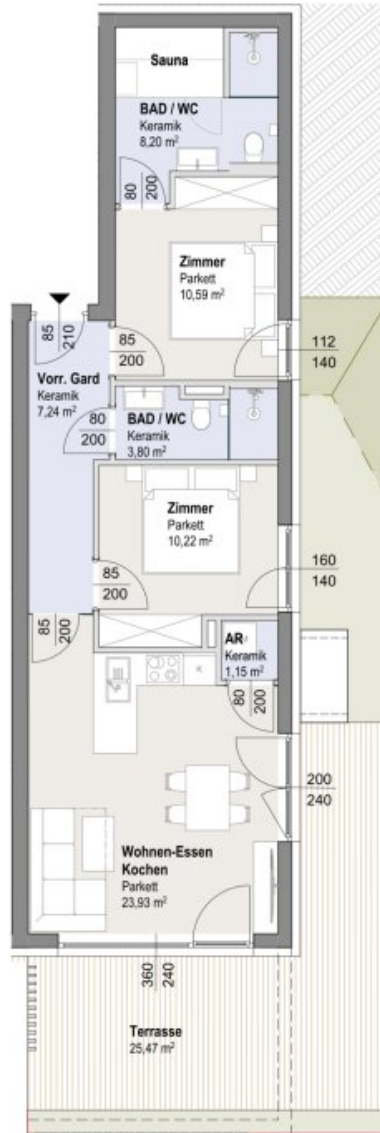 Sauna
BAD / WC
Keramik
8.20 m²
80
200
Zimmer
Parkett
10,59 m²
85
210
85
200
112
140
Vorr. Gard
Keramik
7,24 m²
80
200
BAD / WC
Keramik
3,80 m²
Zimmer
Parkett
10,22 m²
85
200
160
140
85
200
AR
Keramik
1,15 m²
K
80
200
200
240
Wohnen-Essen
Kochen
Parkett
23,93 m²
360
240
Terrasse
25,47 m²